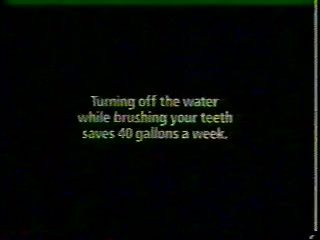 Turning off the water
while brushing your teeth
saves 40 gallons a week.